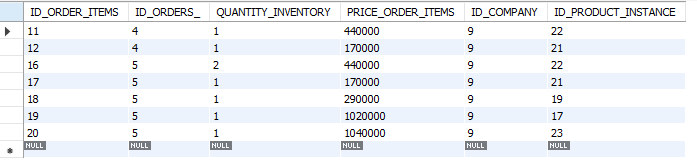 ID_ORDER_ITEMS ID_ORDERS_ QUANTITY_INVENTORY PRICE_ORDER_ITEMS ID_COMPANY ID_PRODUCT_INSTANCE
11 4 1 440000 9 22
12 4 1 170000 9 21
16 5 2 440000 9 22
17 5 1 170000 9 21
18 5 1 290000 9 19
19 5 1 1020000 9 17
20 5 1 1040000 9 23
NULL NULL NULL NULL NULL NULL